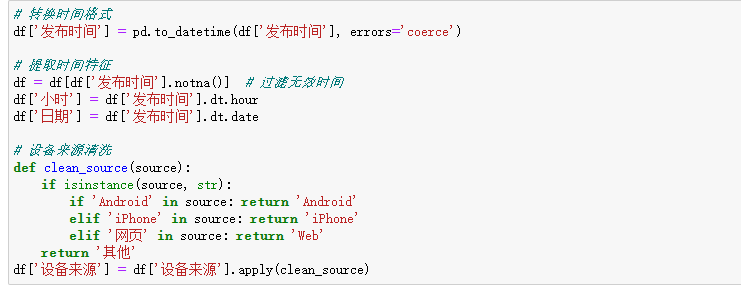 # 转换时间格式
df['发布时间'] = pd.to_datetime(df['发布时间'], errors='coerce')
# 提取时间特征
df = df[df['发布时间'].notna()]  # 过滤无效时间
df['小时'] = df['发布时间'].dt.hour
df['日期'] = df['发布时间'].dt.date
# 设备来源清洗
def clean_source(source):
    if isinstance(source, str):
        if 'Android' in source: return 'Android'
        elif 'iPhone' in source: return 'iPhone'
        elif '网页' in source: return 'Web'
    return '其他'
df['设备来源'] = df['设备来源'].apply(clean_source)